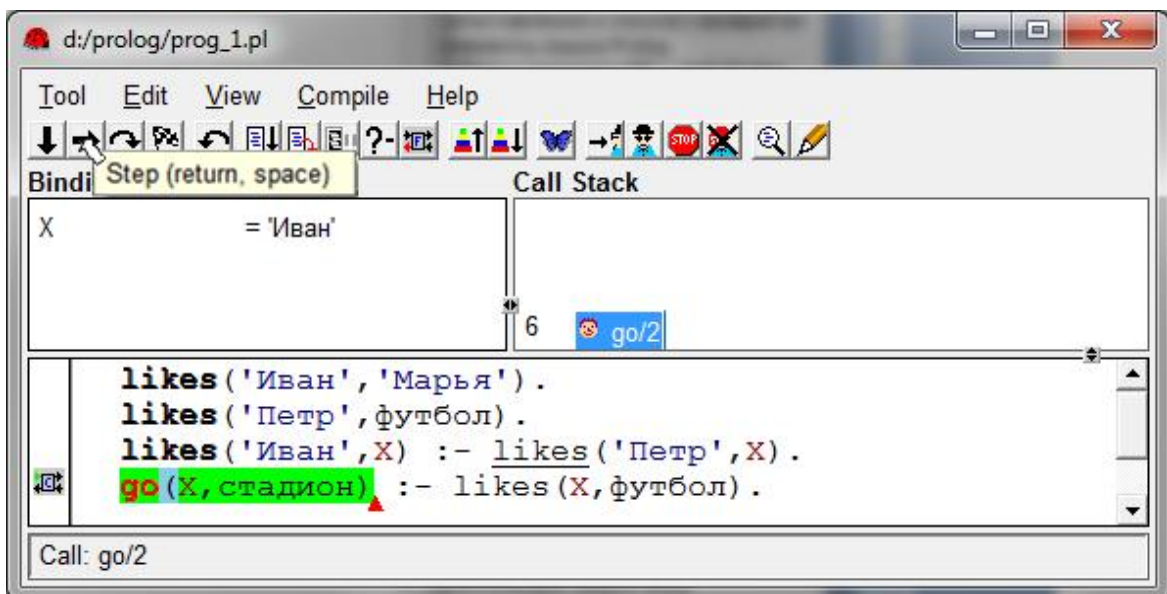 d:/prolog/prog_1.pl
Tool Edit View Compile Help
?- STOP
Step (return, space)
Bindi Call Stack
X = 'Иван'
6 go/2
likes('Иван','Марья').
likes('Петр',футбол).
likes('Иван',X) :- likes('Петр',X).
go(X,стадион) :- likes(X,футбол).
Call: go/2